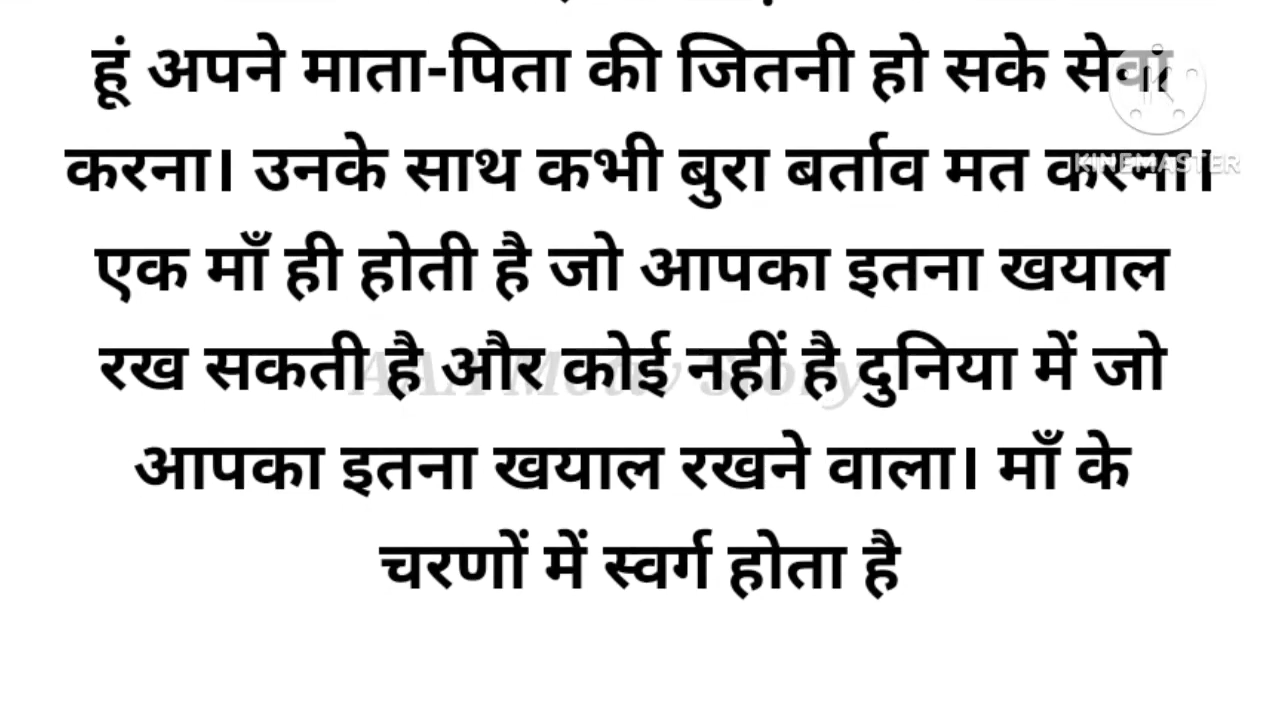 हूं अपने माता-पिता की जितनी हो सके सेवा
करना। उनके साथ कभी बुरा बर्ताव मत करना।
KINEMASTER
एक माँ ही होती है जो आपका इतना खयाल
रख सकती है और कोई नहीं है दुनिया में जो
आपका इतना खयाल रखने वाला। माँ के
चरणों में स्वर्ग होता है